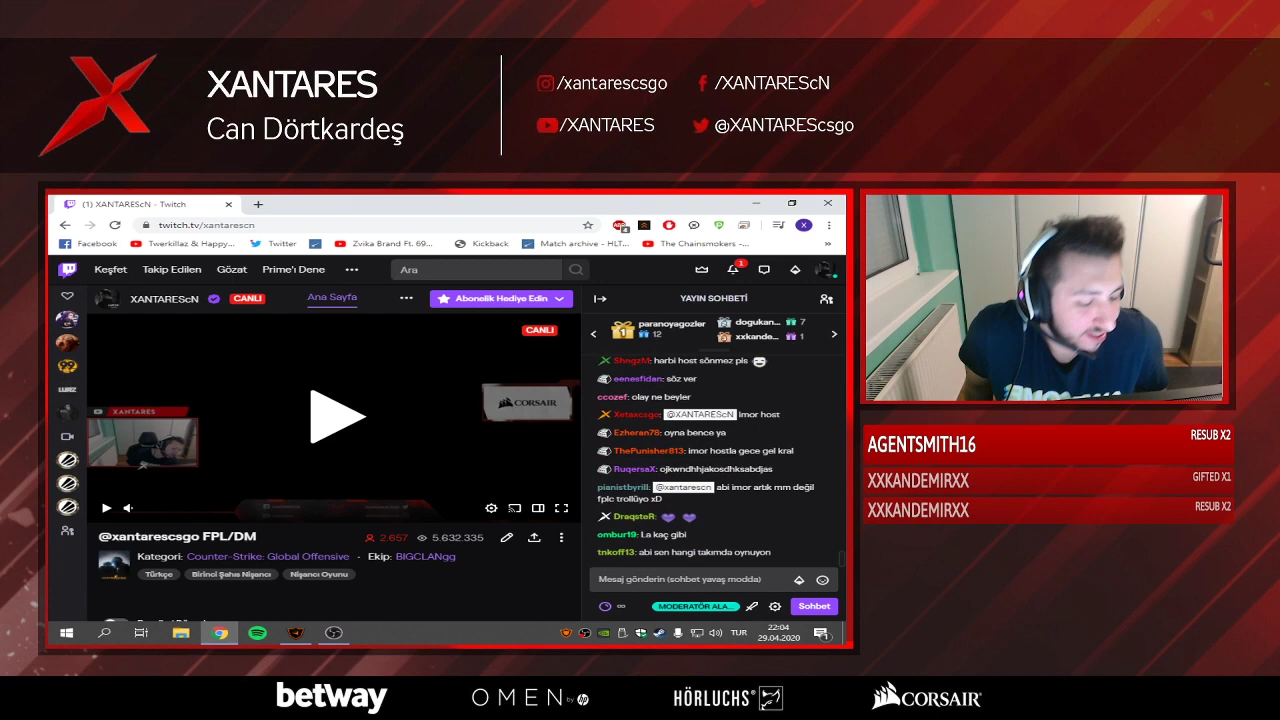 XANTARES
Can Dörtkardeş
/xantarescsgo
/XANTAREScN
/XANTARES
@XANTAREScsgo
(1) XANTAREScN - Twitch
twitch.tv/xantarescn
Facebook
Twerkillaz & Happy...
Twitter
Zvika Brand Ft. 69...
Kickback
Match archive - HLT...
The Chainsmokers -...
»
Keşfet
Takip Edilen
Gözat
Prime'ı Dene
Ara
1
XANTAREScN
CANLI
Ana Sayfa
Abonelik Hediye Edin
YAYIN SOHBETİ
CANLI
XANTARES
CORSAIR
1
paranoyagozler
12
dogukan...
7
xxkande...
1
ShngzM: harbi host sönmez pls
eenesfidan: söz ver
ccozef: olay ne beyler
Xetaxcsgo: @XANTAREScN imor host
Ezheran78: oyna bence ya
ThePunisher813: imor hostla gece gel kral
RuqersaX: ojkwndhhjakosdhksabdjas
pianistbyrill: @xantarescn abi imor artık mm değil
fplc trollüyo xD
DraqsteR:
ombur19: La kaç gibi
tnkoff13: abi sen hangi takımda oynuyon
@xantarescsgo FPL/DM
2.657
5.632.335
Kategori: Counter-Strike: Global Offensive
Ekip: BIGCLANgg
Türkçe
Birinci Şahıs Nişancı
Nişancı Oyunu
Mesaj gönderin (sohbet yavaş modda)
MODERATÖR ALA...
Sohbet
TUR
22:04
29.04.2020
AGENTSMITH16
RESUB X2
XXKANDEMIRXX
GIFTED X1
XXKANDEMIRXX
RESUB X2
betway
OMEN by hp
HÖRLUCHS®
CORSAIR